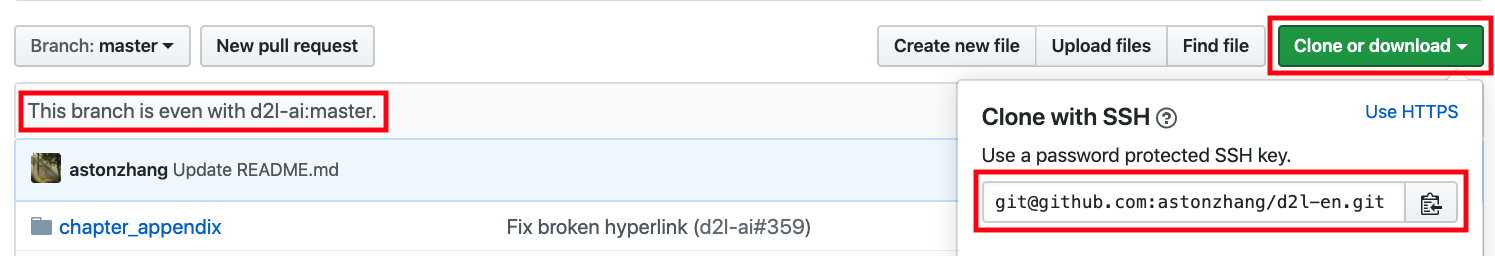 Branch: master
New pull request
Create new file
Upload files
Find file
Clone or download
This branch is even with d2l-ai:master.
Clone with SSH
Use HTTPS
Use a password protected SSH key.
git@github.com:astonzhang/d2l-en.git
astonzhang Update README.md
chapter_appendix
Fix broken hyperlink (d2l-ai#359)